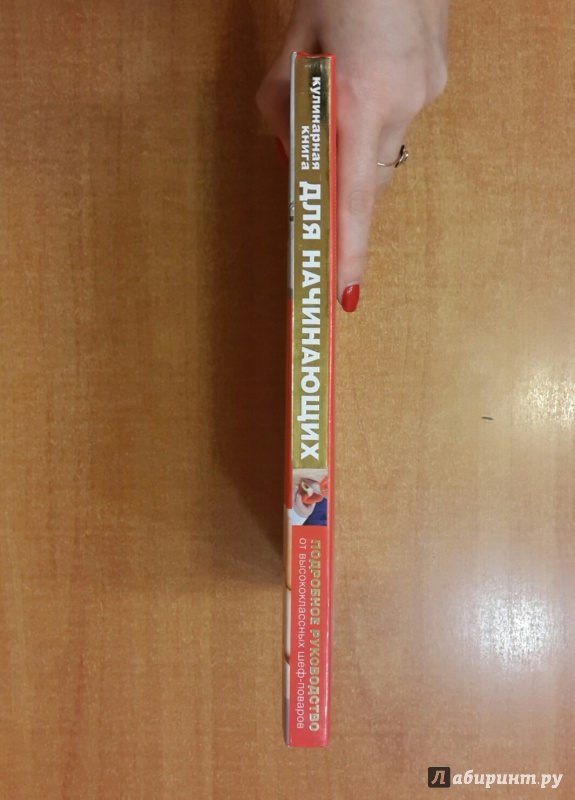 кулинарная
книга
для начинающих
ПОДРОБНОЕ РУКОВОДСТВО
от высококлассных шеф-поваров
Лабиринт.ру